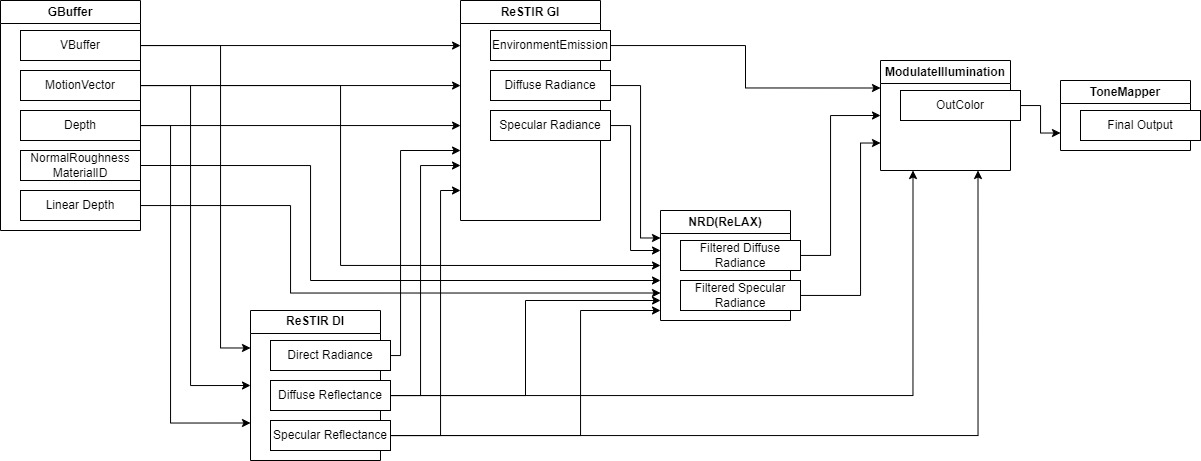 GBuffer
VBuffer
MotionVector
Depth
NormalRoughness
MaterialID
Linear Depth
ReSTIR GI
EnvironmentEmission
Diffuse Radiance
Specular Radiance
ReSTIR DI
Direct Radiance
Diffuse Reflectance
Specular Reflectance
NRD(ReLAX)
Filtered Diffuse
Radiance
Filtered Specular
Radiance
ModulateIllumination
OutColor
ToneMapper
Final Output